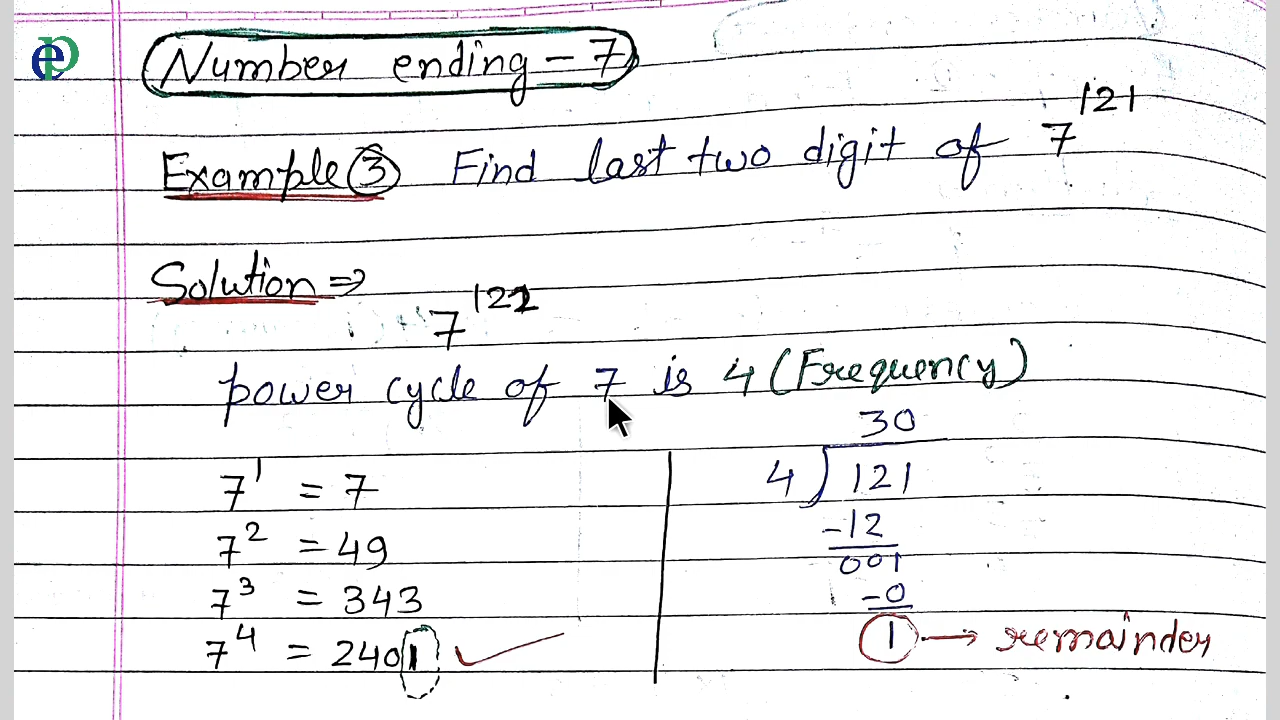 ep
Number ending - 7
Example ③ Find last two digit of 7^121
Solution ⇒
7^121
power cycle of 7 is 4 (Frequency)
7^1 = 7
7^2 = 49
7^3 = 343
7^4 = 2401 ✓
30
4 ) 121
-12
001
-0
1 → remainder